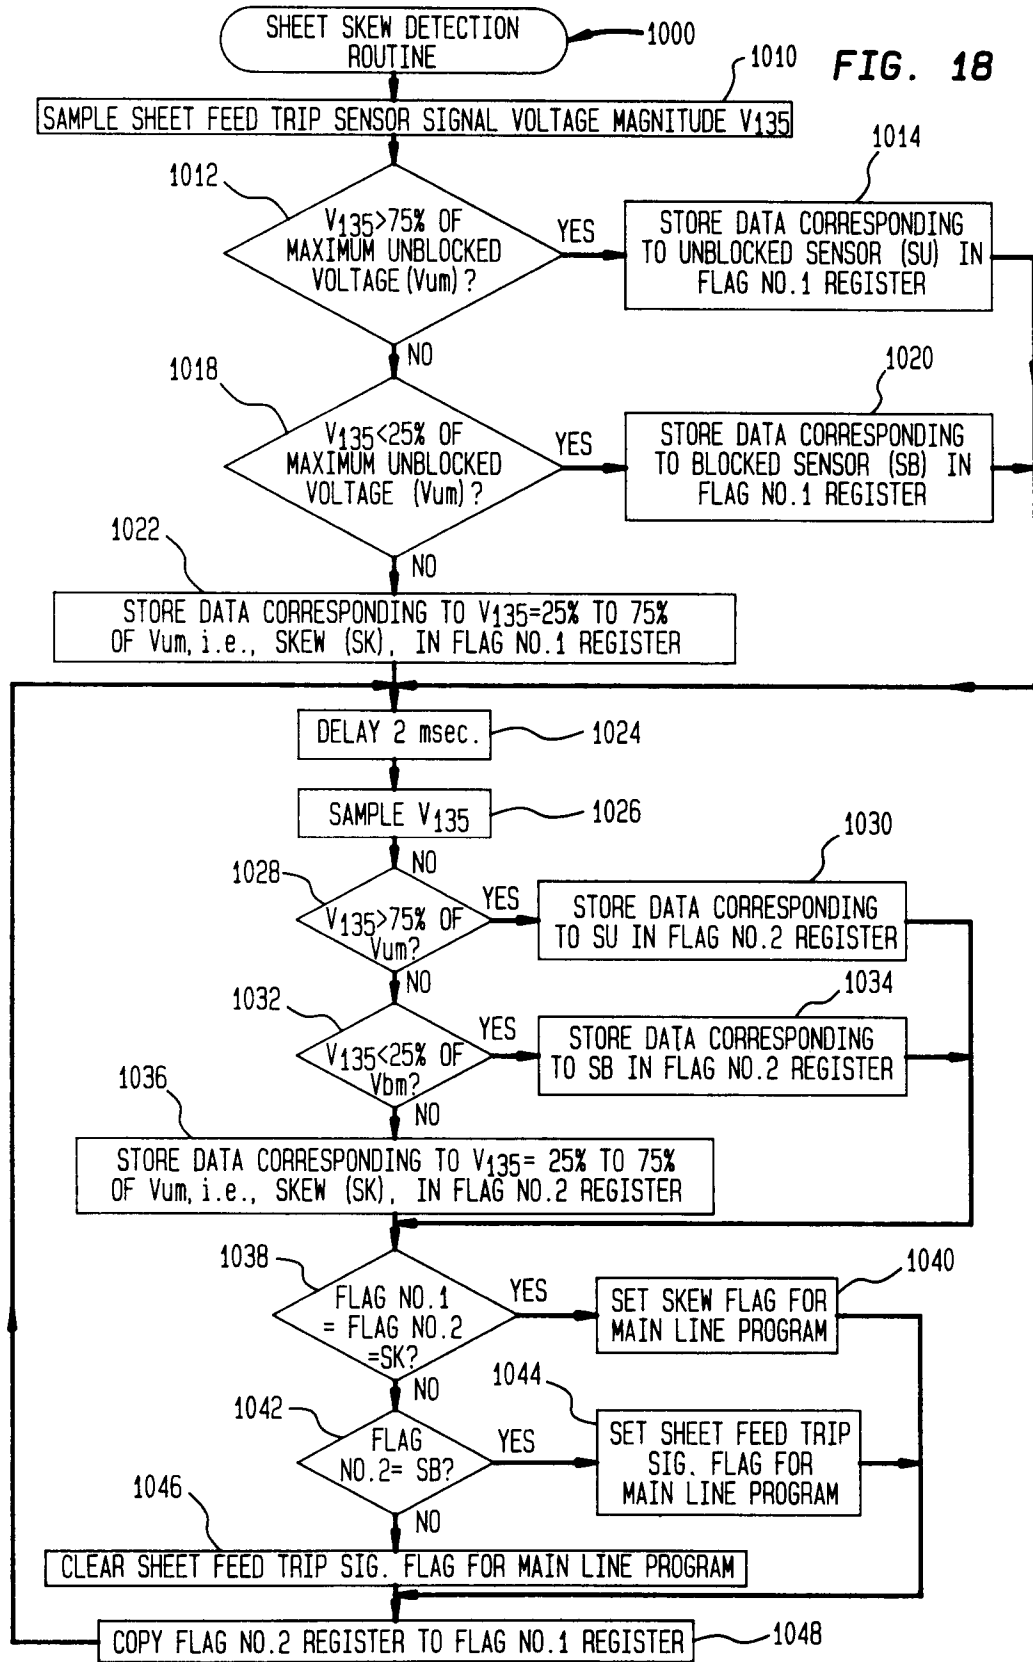 SHEET SKEW DETECTION
ROUTINE
1000
FIG. 18
1010
SAMPLE SHEET FEED TRIP SENSOR SIGNAL VOLTAGE MAGNITUDE V135
1012
V135>75% OF
MAXIMUM UNBLOCKED
VOLTAGE (Vum)?
YES
1014
STORE DATA CORRESPONDING
TO UNBLOCKED SENSOR (SU) IN
FLAG NO.1 REGISTER
NO
1018
V135<25% OF
MAXIMUM UNBLOCKED
VOLTAGE (Vum)?
YES
1020
STORE DATA CORRESPONDING
TO BLOCKED SENSOR (SB) IN
FLAG NO.1 REGISTER
NO
1022
STORE DATA CORRESPONDING TO V135=25% TO 75%
OF Vum, i.e., SKEW (SK), IN FLAG NO.1 REGISTER
DELAY 2 msec.
1024
SAMPLE V135
1026
NO
1028
V135>75% OF
Vum?
YES
1030
STORE DATA CORRESPONDING
TO SU IN FLAG NO.2 REGISTER
NO
1032
V135<25% OF
Vbm?
YES
1034
STORE DATA CORRESPONDING
TO SB IN FLAG NO.2 REGISTER
NO
1036
STORE DATA CORRESPONDING TO V135= 25% TO 75%
OF Vum, i.e., SKEW (SK), IN FLAG NO.2 REGISTER
1038
FLAG NO.1
= FLAG NO.2
=SK?
YES
1040
SET SKEW FLAG FOR
MAIN LINE PROGRAM
NO
1042
FLAG
NO.2= SB?
YES
1044
SET SHEET FEED TRIP
SIG. FLAG FOR
MAIN LINE PROGRAM
NO
1046
CLEAR SHEET FEED TRIP SIG. FLAG FOR MAIN LINE PROGRAM
COPY FLAG NO.2 REGISTER TO FLAG NO.1 REGISTER
1048